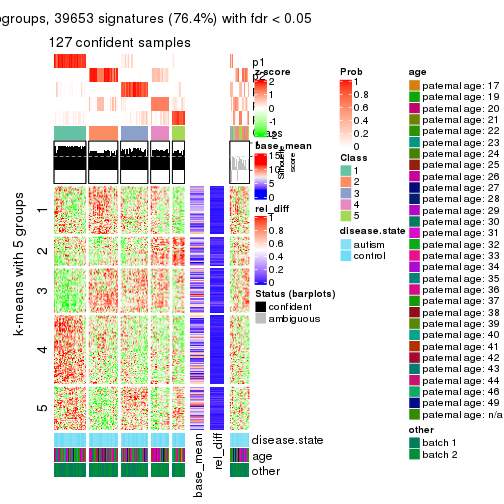 ogroups, 39653 signatures (76.4%) with fdr < 0.05
127 confident samples
p1
z-score
2
1
0
-1
-2
base_mean
15
10
5
0
Silhouette
score
rel_diff
1
0.8
0.6
0.4
0.2
0
Status (barplots)
confident
ambiguous
Prob
1
0.8
0.6
0.4
0.2
0
Class
1
2
3
4
5
disease.state
autism
control
age
paternal age: 17
paternal age: 19
paternal age: 20
paternal age: 21
paternal age: 22
paternal age: 23
paternal age: 24
paternal age: 25
paternal age: 26
paternal age: 27
paternal age: 28
paternal age: 29
paternal age: 30
paternal age: 31
paternal age: 32
paternal age: 33
paternal age: 34
paternal age: 35
paternal age: 36
paternal age: 37
paternal age: 38
paternal age: 39
paternal age: 40
paternal age: 41
paternal age: 42
paternal age: 43
paternal age: 44
paternal age: 46
paternal age: 49
paternal age: n/a
other
batch 1
batch 2
k-means with 5 groups
1
2
3
4
5
disease.state
age
other
base_mean
rel_diff